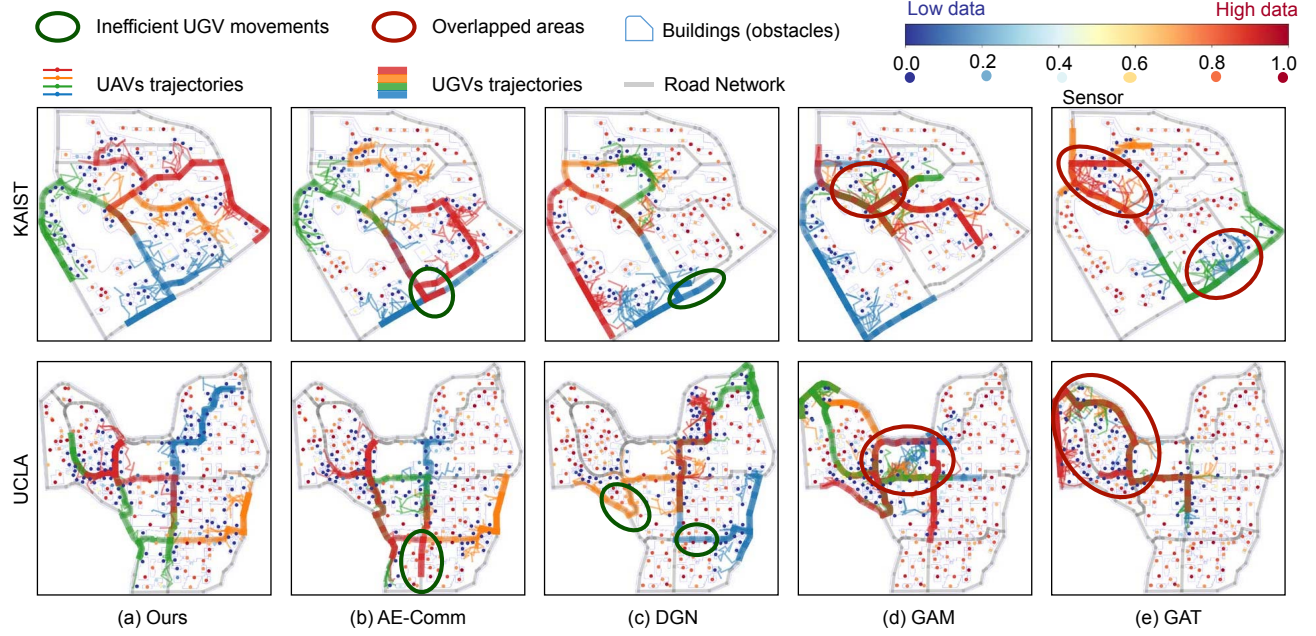 Inefficient UGV movements
Overlapped areas
Buildings (obstacles)
Low data
High data
0.0 0.2 0.4 0.6 0.8 1.0
UAVs trajectories
UGVs trajectories
Road Network
Sensor
KAIST
UCLA
(a) Ours
(b) AE-Comm
(c) DGN
(d) GAM
(e) GAT